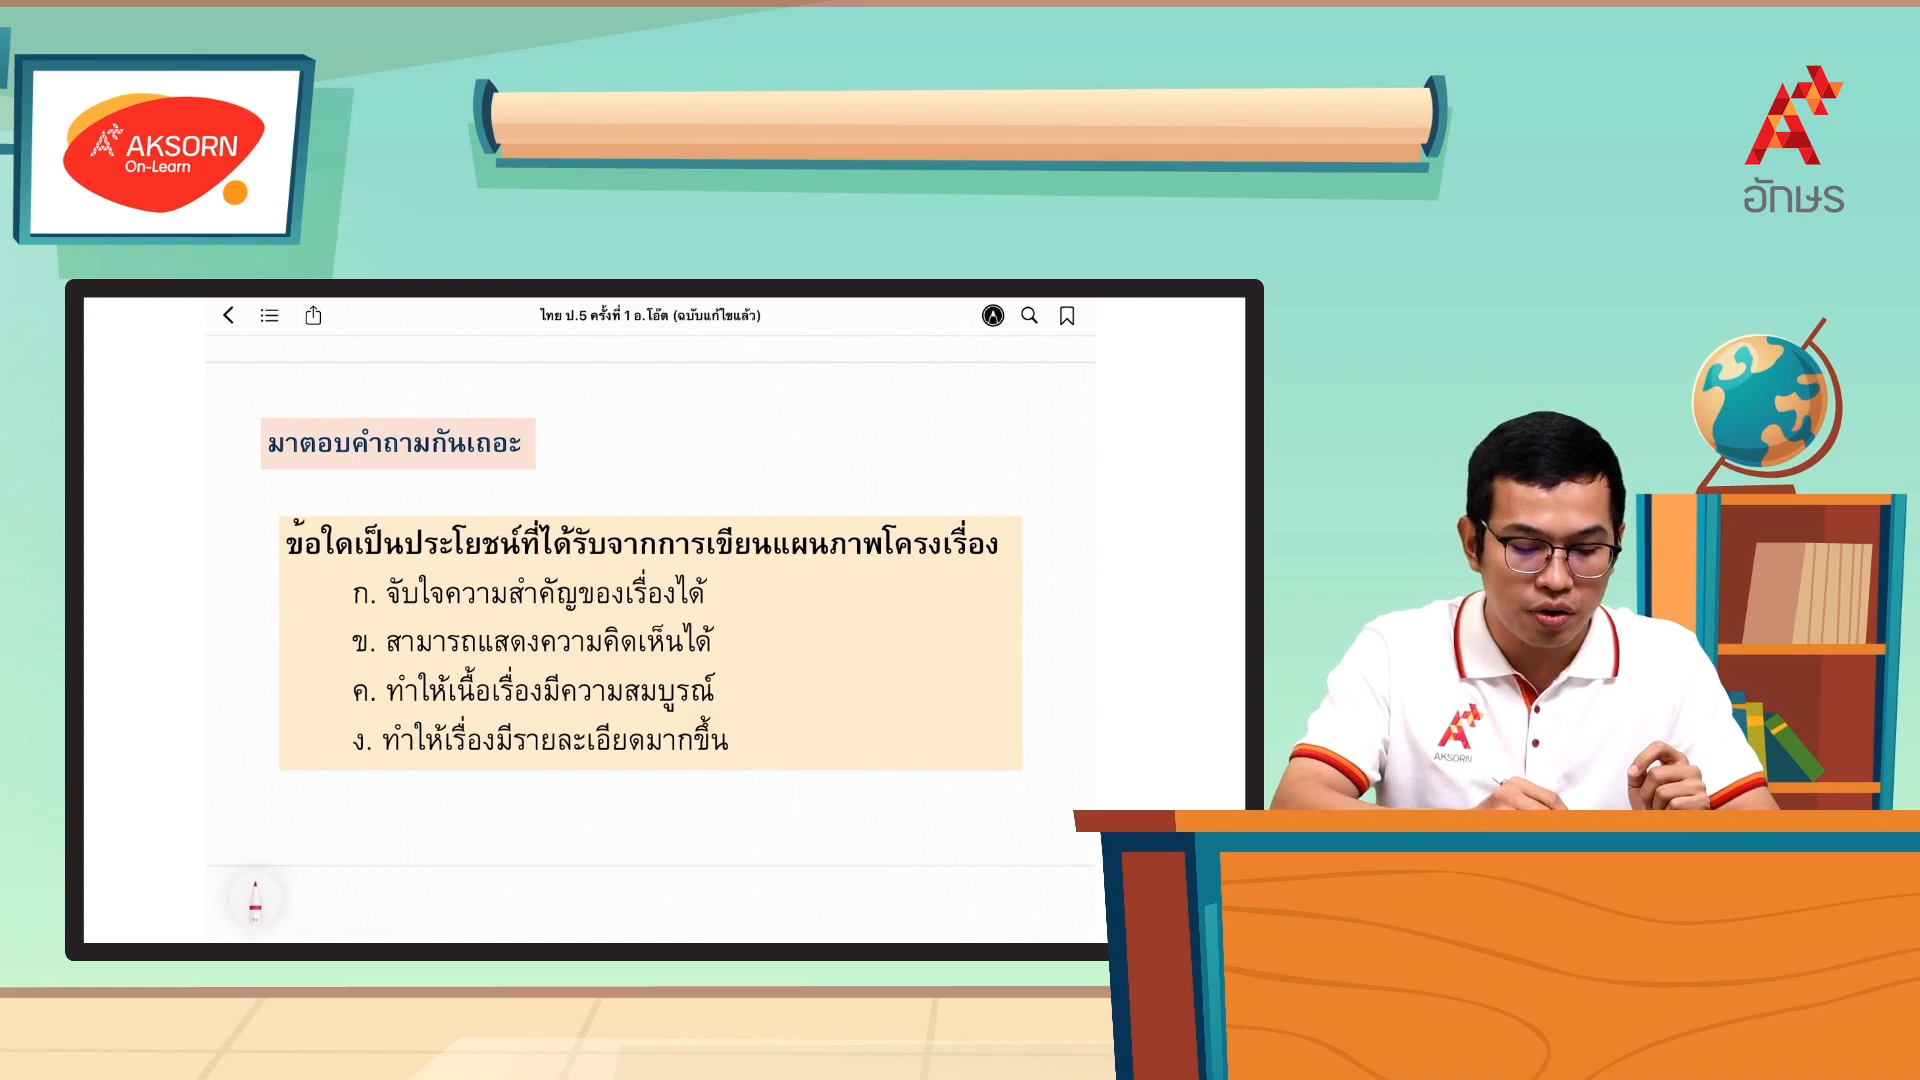 AKSORN
On-Learn
อักษร
ไทย ป.5 ครั้งที่ 1 อ.โอ๊ต (ฉบับแก้ไขแล้ว)
มาตอบคำถามกันเถอะ
ข้อใดเป็นประโยชน์ที่ได้รับจากการเขียนแผนภาพโครงเรื่อง
ก. จับใจความสำคัญของเรื่องได้
ข. สามารถแสดงความคิดเห็นได้
ค. ทำให้เนื้อเรื่องมีความสมบูรณ์
ง. ทำให้เรื่องมีรายละเอียดมากขึ้น
AKSORN